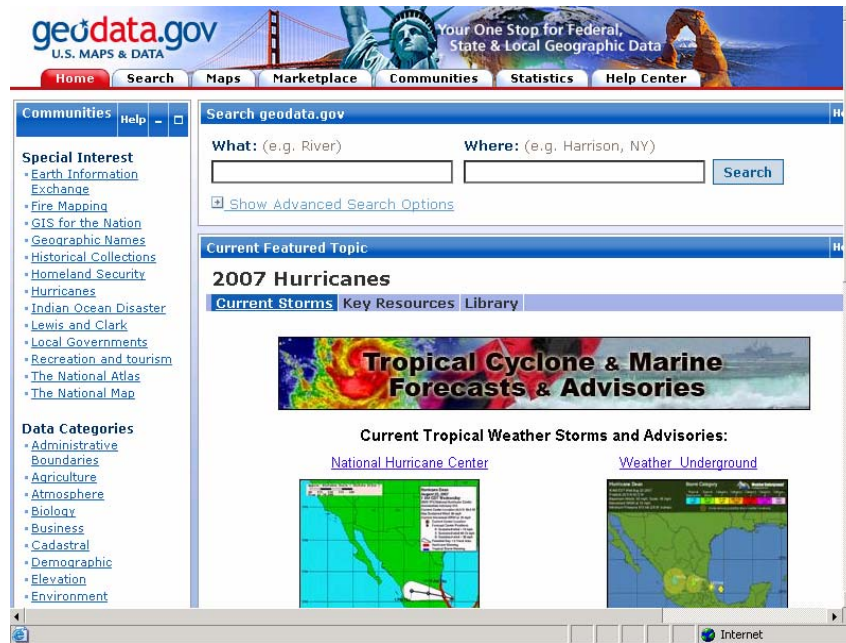 geodata.gov
U.S. MAPS & DATA
Your One Stop for Federal,
State & Local Geographic Data
Home Search Maps Marketplace Communities Statistics Help Center
Communities Help
Special Interest
Earth Information
Exchange
Fire Mapping
GIS for the Nation
Geographic Names
Historical Collections
Homeland Security
Hurricanes
Indian Ocean Disaster
Lewis and Clark
Local Governments
Recreation and tourism
The National Atlas
The National Map
Data Categories
Administrative
Boundaries
Agriculture
Atmosphere
Biology
Business
Cadastral
Demographic
Elevation
Environment
Search geodata.gov
What: (e.g. River) Where: (e.g. Harrison, NY)
Search
Show Advanced Search Options
Current Featured Topic
2007 Hurricanes
Current Storms Key Resources Library
Tropical Cyclone & Marine
Forecasts & Advisories
Current Tropical Weather Storms and Advisories:
National Hurricane Center Weather Underground
Hurricane Dean
Internet